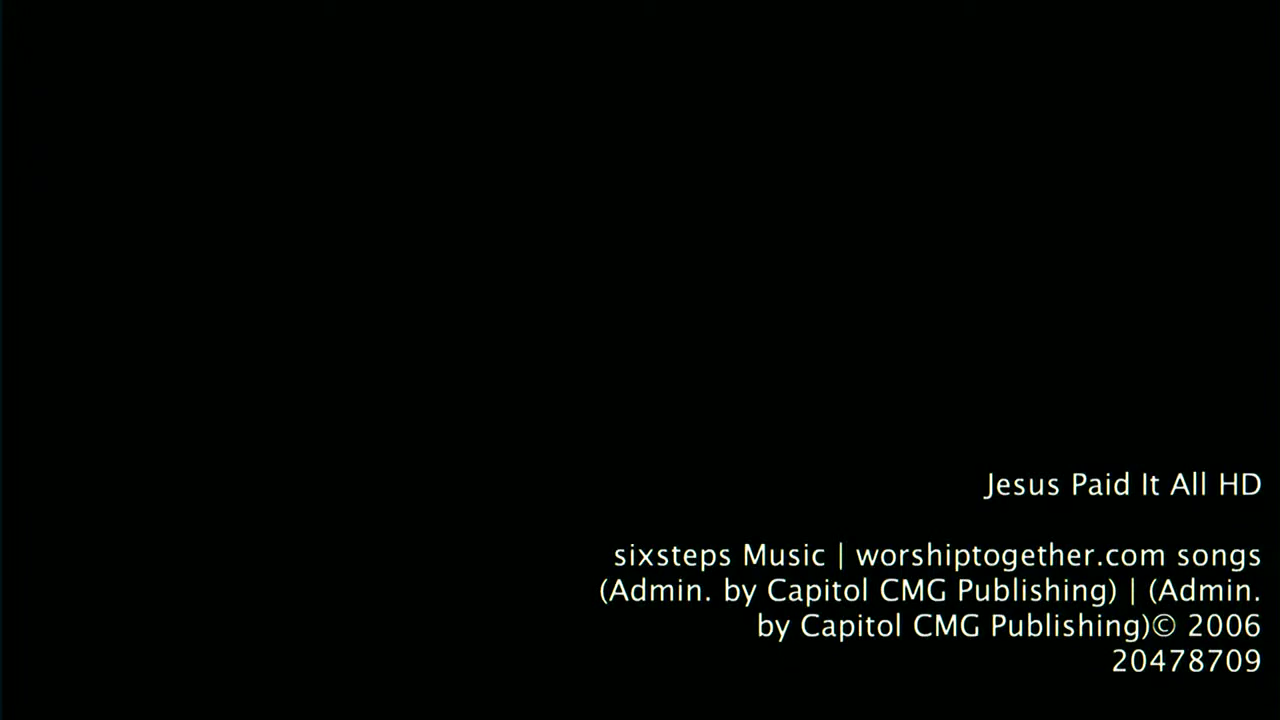 Jesus Paid It All HD
sixsteps Music | worshiptogether.com songs
(Admin. by Capitol CMG Publishing) | (Admin.
by Capitol CMG Publishing)© 2006
20478709